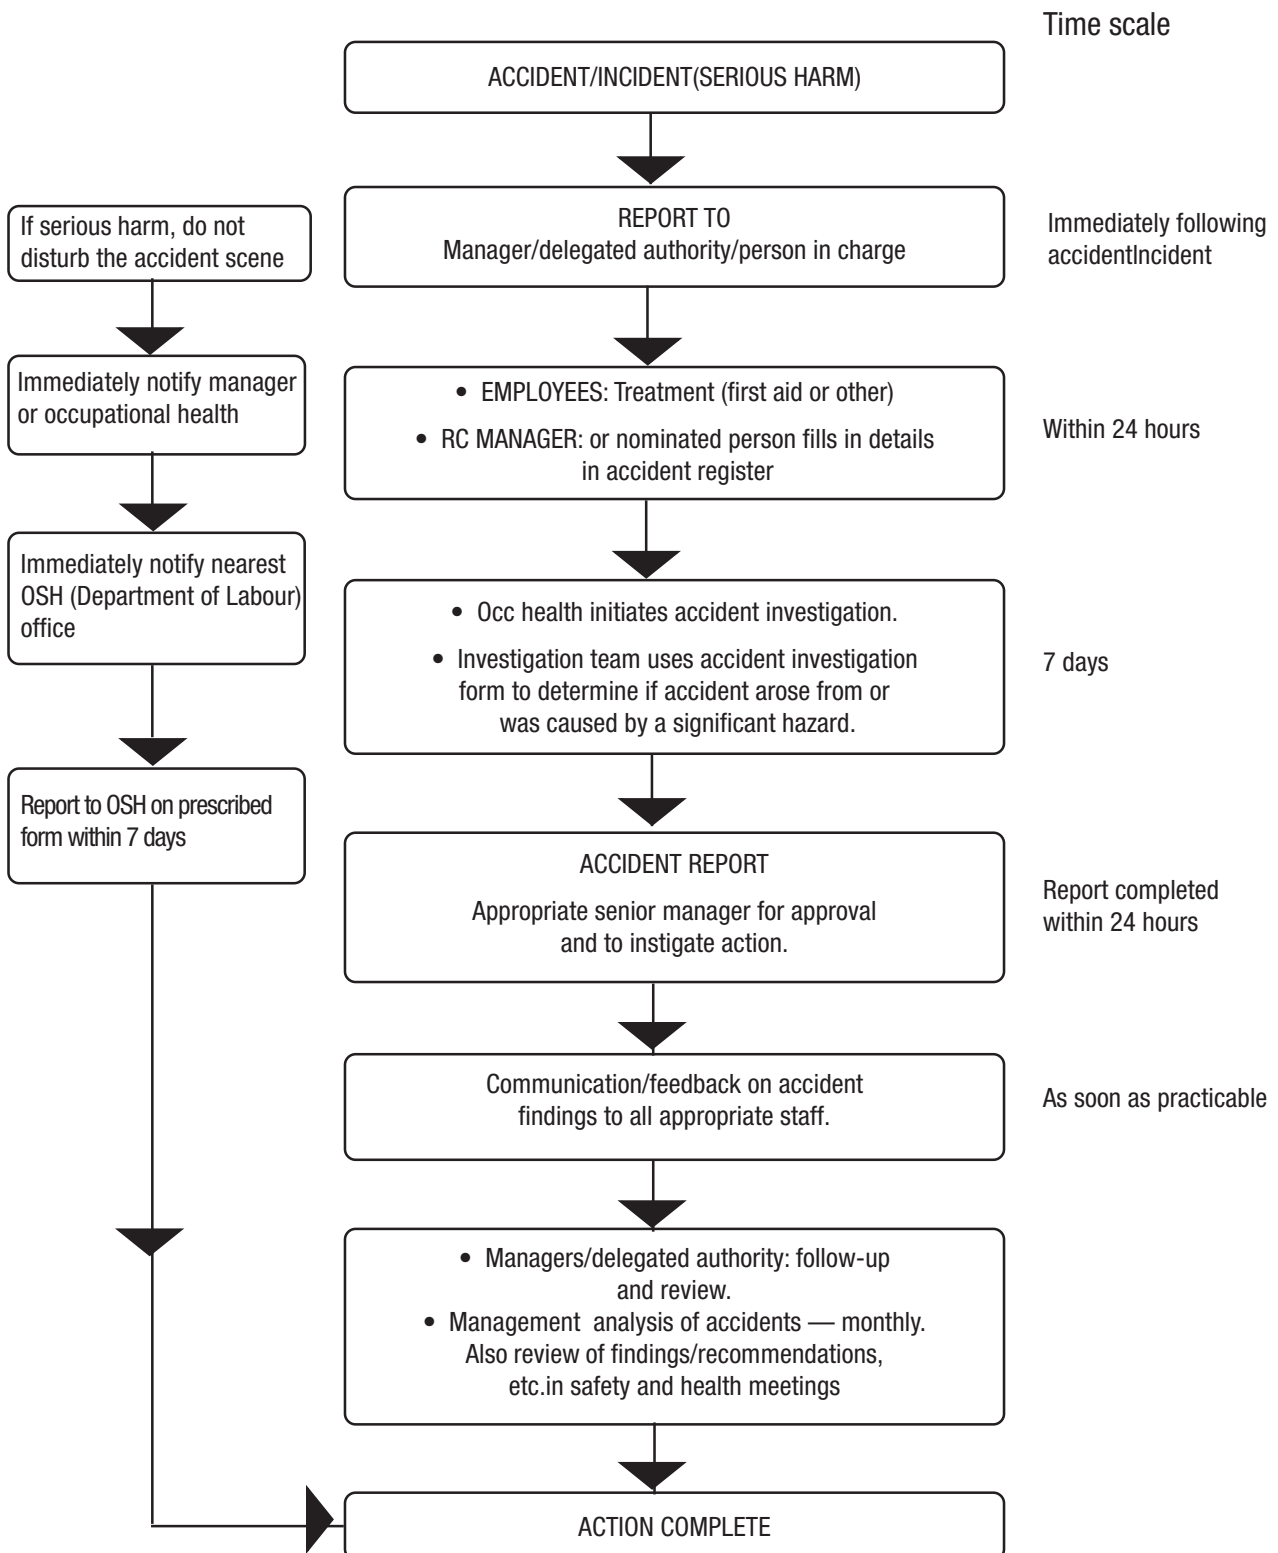 Time scale
ACCIDENT/INCIDENT(SERIOUS HARM)
If serious harm, do not
disturb the accident scene
REPORT TO
Manager/delegated authority/person in charge
Immediately following
accidentIncident
Immediately notify manager
or occupational health
• EMPLOYEES: Treatment (first aid or other)
• RC MANAGER: or nominated person fills in details
in accident register
Within 24 hours
Immediately notify nearest
OSH (Department of Labour)
office
• Occ health initiates accident investigation.
• Investigation team uses accident investigation
form to determine if accident arose from or
was caused by a significant hazard.
7 days
Report to OSH on prescribed
form within 7 days
ACCIDENT REPORT
Appropriate senior manager for approval
and to instigate action.
Report completed
within 24 hours
Communication/feedback on accident
findings to all appropriate staff.
As soon as practicable
• Managers/delegated authority: follow-up
and review.
• Management analysis of accidents — monthly.
Also review of findings/recommendations,
etc.in safety and health meetings
ACTION COMPLETE